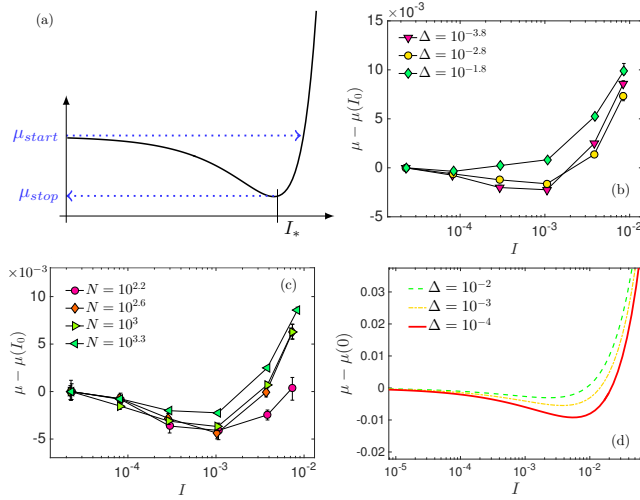 (a)
μ_start
μ_stop
I_*
×10^-3
15
10
5
0
-5
μ − μ(I_0)
Δ = 10^-3.8
Δ = 10^-2.8
Δ = 10^-1.8
(b)
10^-4
10^-3
10^-2
I
×10^-3
10
5
0
-5
μ − μ(I_0)
(c)
N = 10^2.2
N = 10^2.6
N = 10^3
N = 10^3.3
10^-4
10^-3
10^-2
I
0.03
0.02
0.01
0
-0.01
-0.02
μ − μ(0)
Δ = 10^-2
Δ = 10^-3
Δ = 10^-4
(d)
10^-5
10^-4
10^-3
10^-2
I